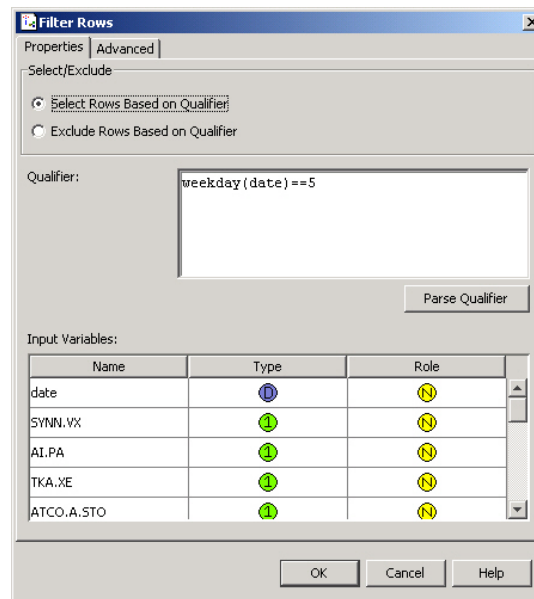 Filter Rows
Properties Advanced
Select/Exclude
Select Rows Based on Qualifier
Exclude Rows Based on Qualifier
Qualifier:
weekday(date)==5
Parse Qualifier
Input Variables:
Name Type Role
date D N
SYNN.VX 1 N
AI.PA 1 N
TKA.XE 1 N
ATCO.A.STO 1 N
OK Cancel Help